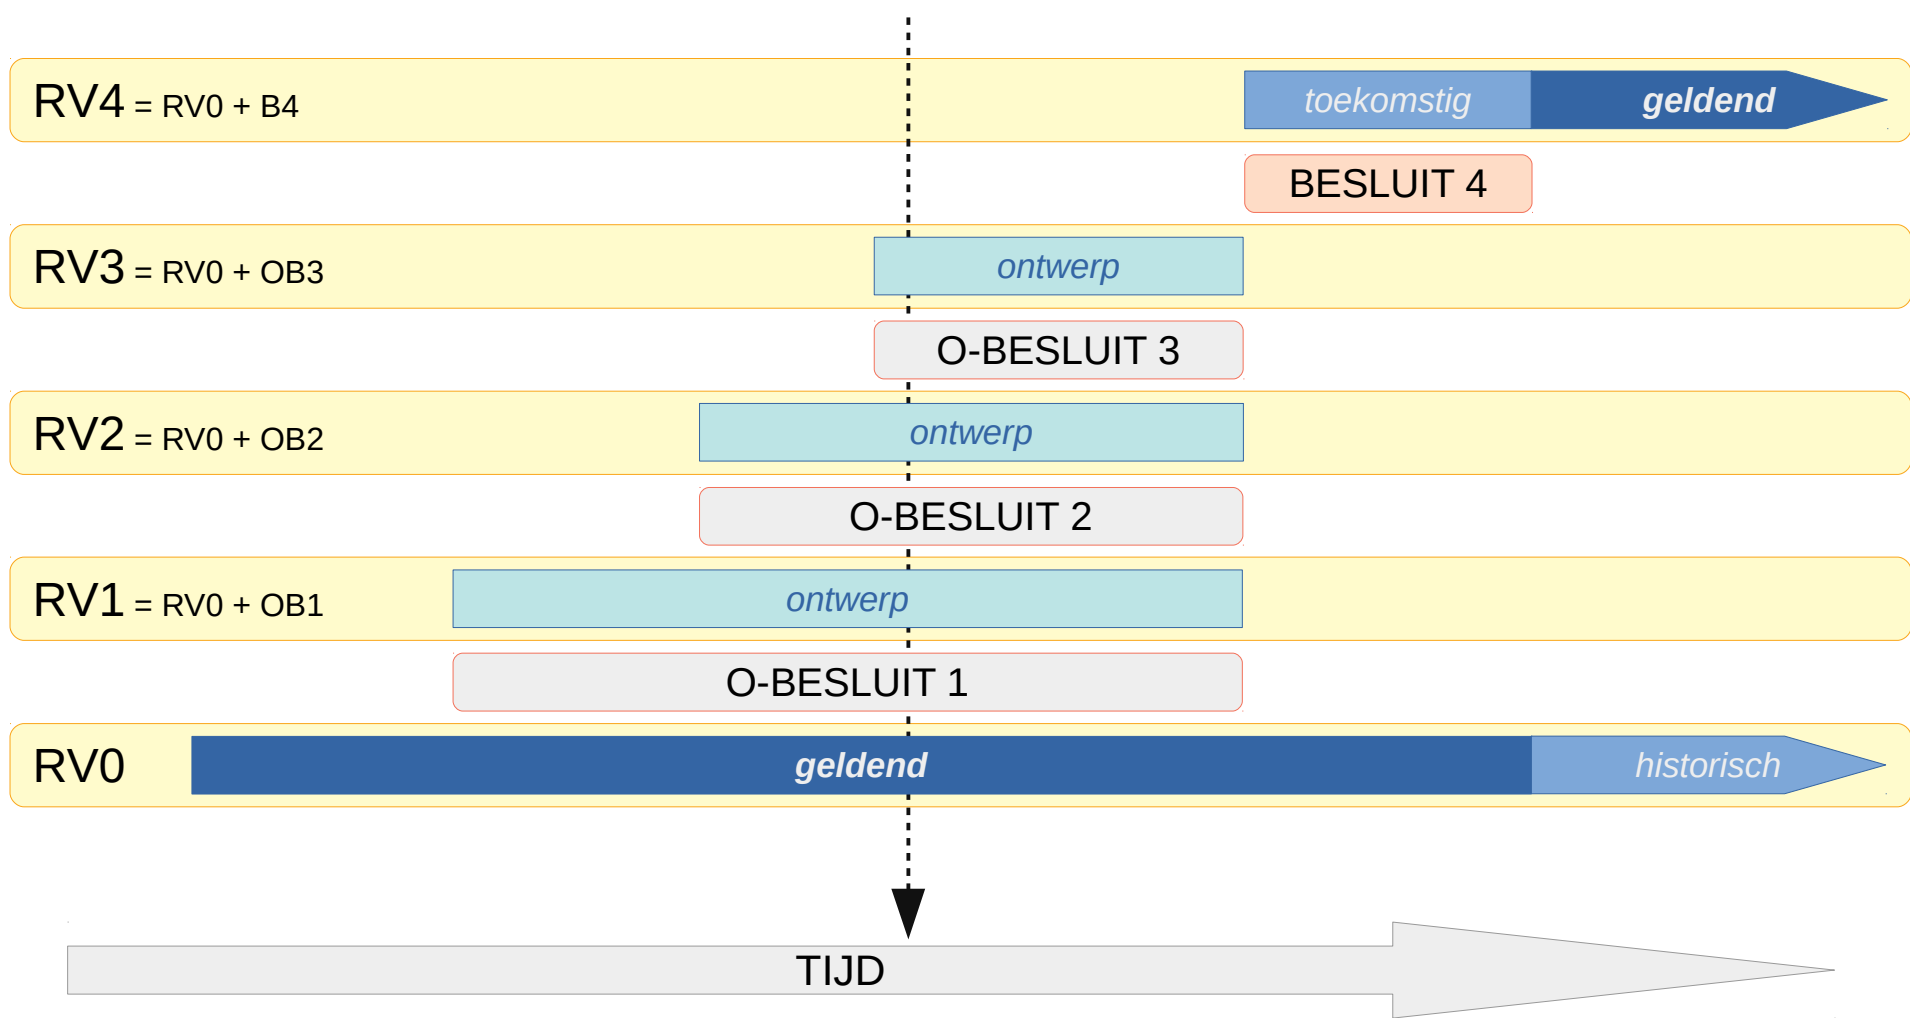 RV4 = RV0 + B4
toekomstig
geldend
BESLUIT 4
RV3 = RV0 + OB3
ontwerp
O-BESLUIT 3
RV2 = RV0 + OB2
ontwerp
O-BESLUIT 2
RV1 = RV0 + OB1
ontwerp
O-BESLUIT 1
RV0
geldend
historisch
TIJD